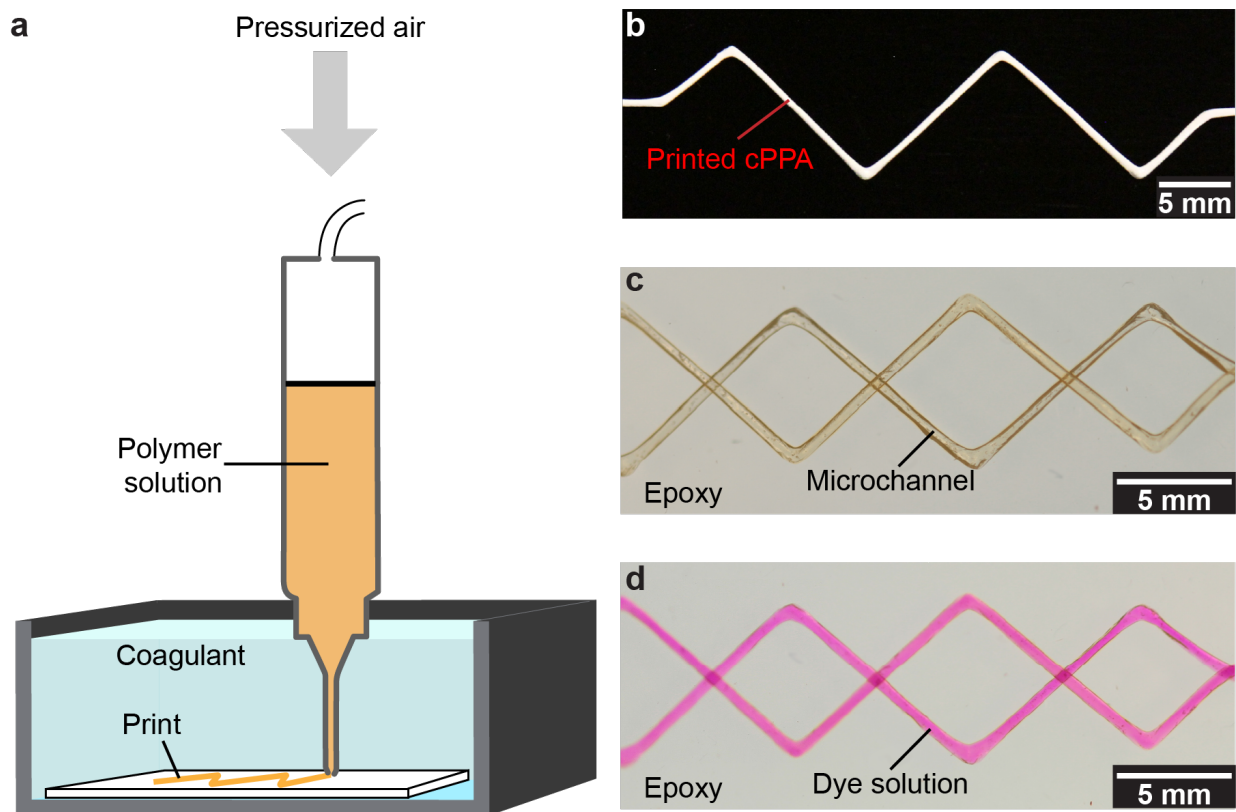 a
Pressurized air
Polymer
solution
Coagulant
Print
b
Printed cPPA
5 mm
c
Microchannel
Epoxy
5 mm
d
Dye solution
Epoxy
5 mm